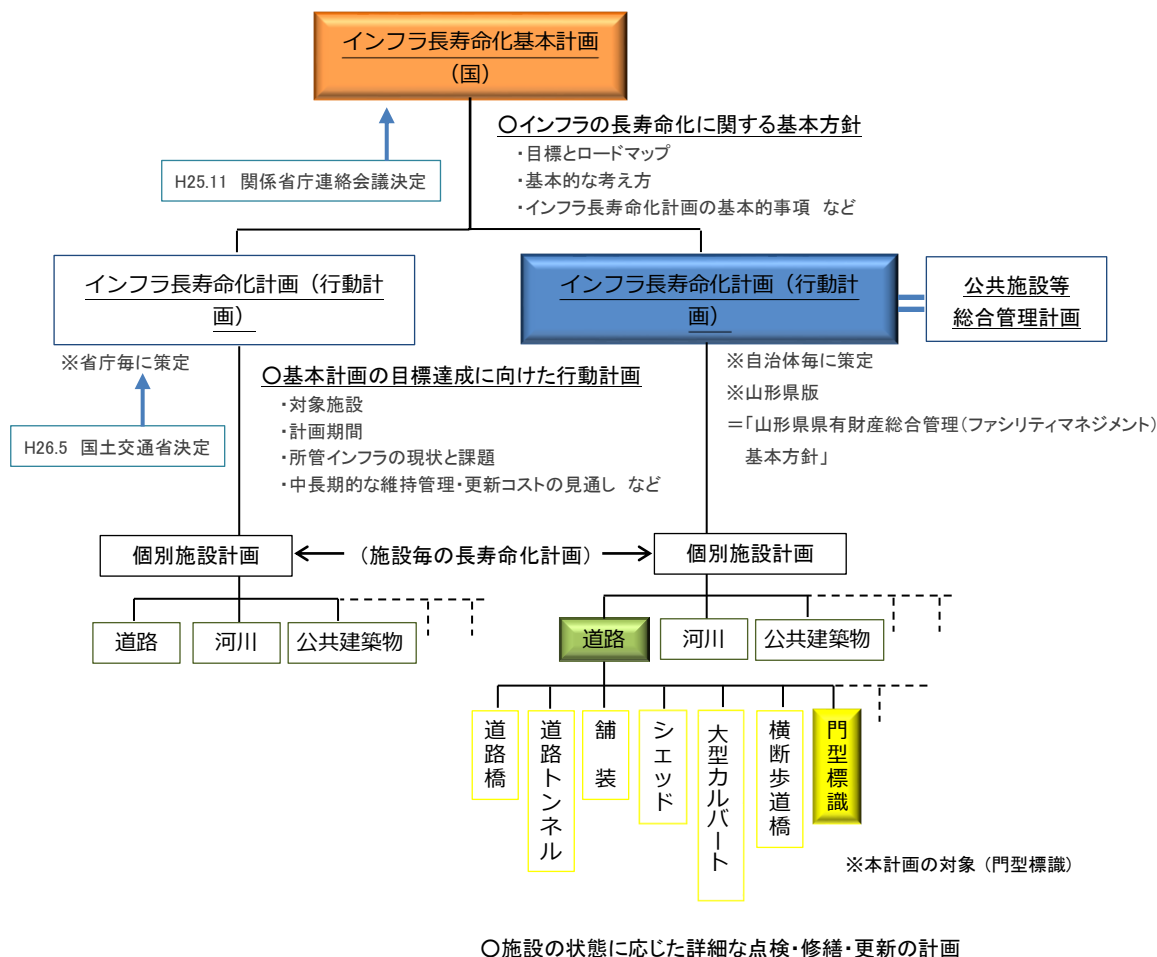 インフラ長寿命化基本計画
(国)
〇インフラの長寿命化に関する基本方針
・目標とロードマップ
・基本的な考え方
・インフラ長寿命化計画の基本的事項 など
H25.11 関係省庁連絡会議決定
インフラ長寿命化計画（行動計
画）
インフラ長寿命化計画（行動計
画）
公共施設等
総合管理計画
※省庁毎に策定
H26.5 国土交通省決定
〇基本計画の目標達成に向けた行動計画
・対象施設
・計画期間
・所管インフラの現状と課題
・中長期的な維持管理・更新コストの見通し など
※自治体毎に策定
※山形県版
＝「山形県県有財産総合管理(ファシリティマネジメント)
基本方針」
個別施設計画
（施設毎の長寿命化計画）
個別施設計画
道路
河川
公共建築物
道路
河川
公共建築物
道路橋
道路トンネル
舗装
シェッド
大型カルバート
横断歩道橋
門型標識
※本計画の対象 (門型標識)
〇施設の状態に応じた詳細な点検・修繕・更新の計画